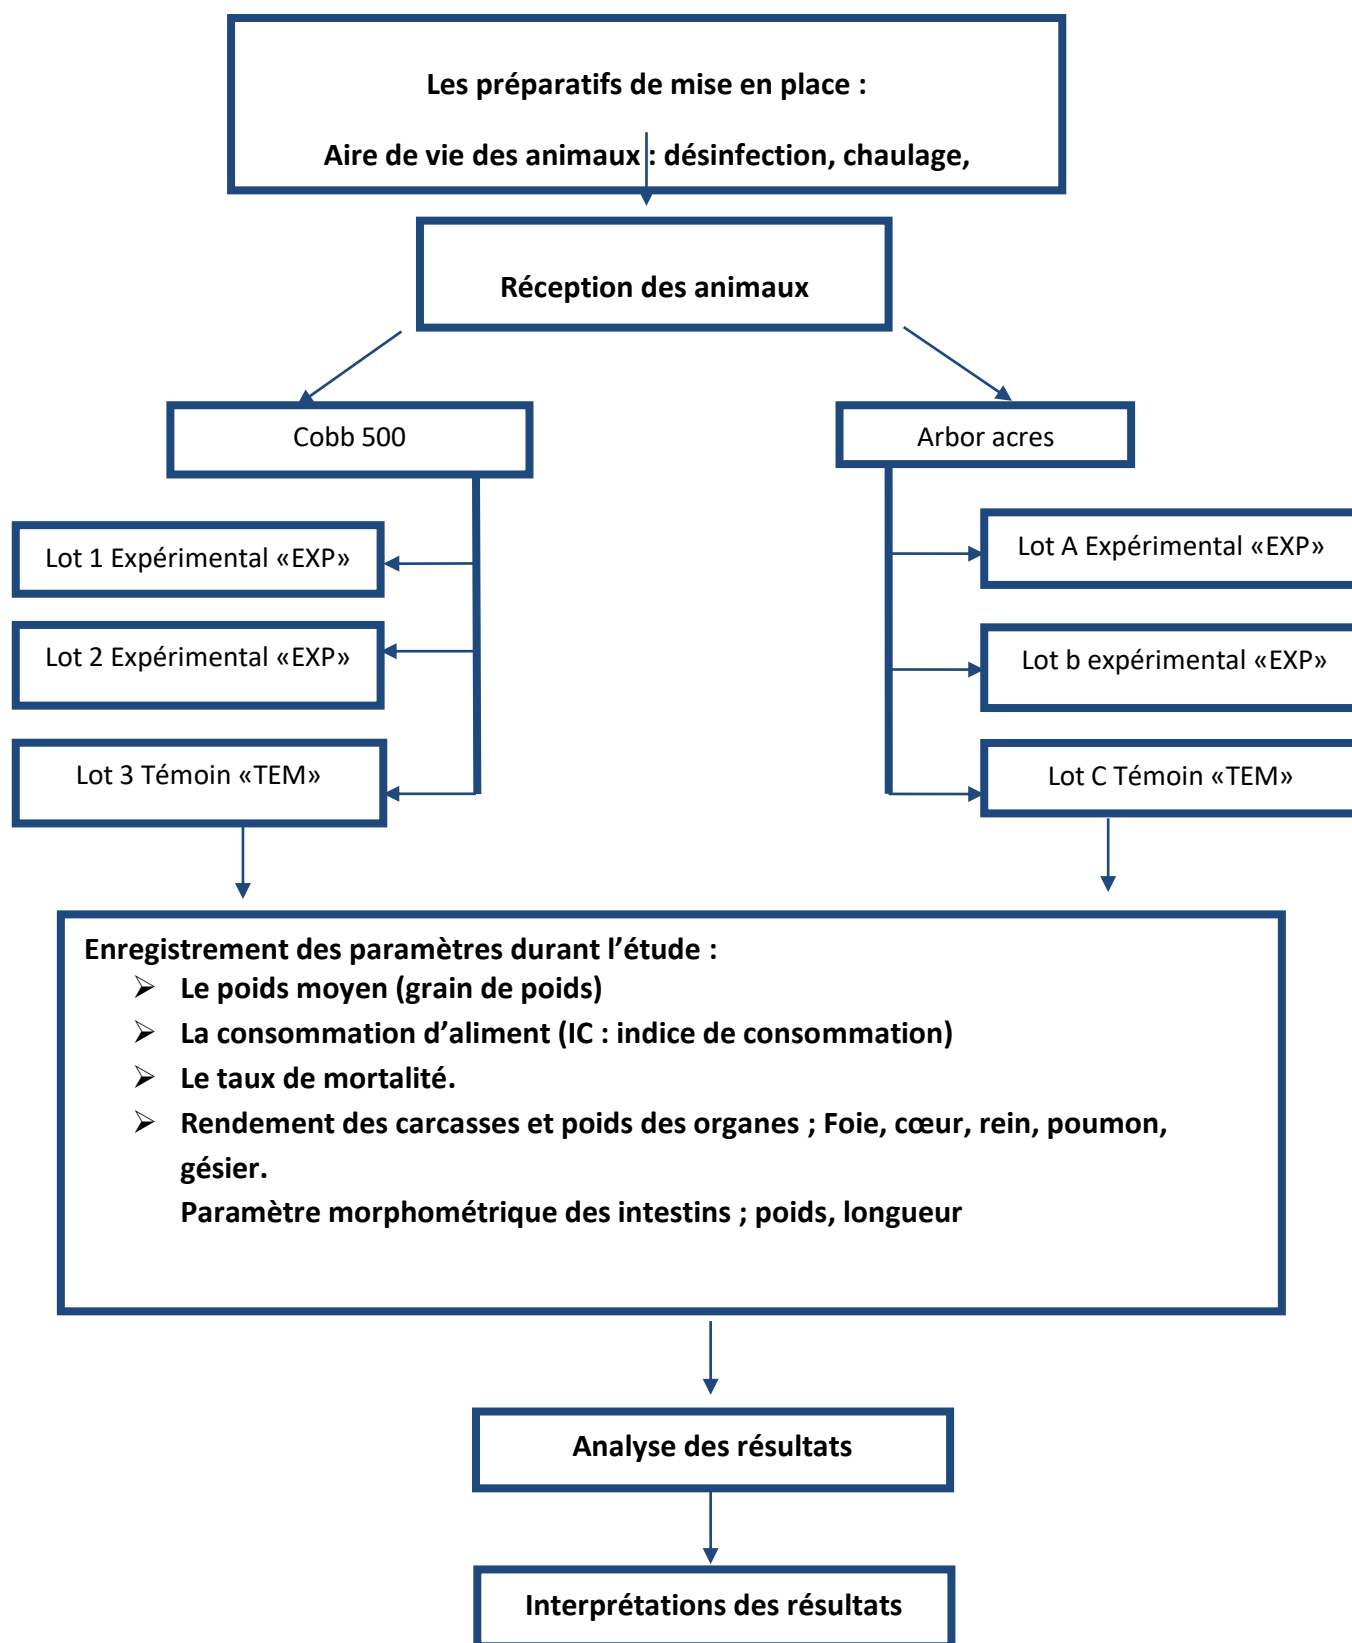 Les préparatifs de mise en place :
Aire de vie des animaux : désinfection, chaulage,
Réception des animaux
Cobb 500
Arbor acres
Lot 1 Expérimental «EXP»
Lot A Expérimental «EXP»
Lot 2 Expérimental «EXP»
Lot b expérimental «EXP»
Lot 3 Témoin «TEM»
Lot C Témoin «TEM»
Enregistrement des paramètres durant l’étude :
➢ Le poids moyen (grain de poids)
➢ La consommation d’aliment (IC : indice de consommation)
➢ Le taux de mortalité.
➢ Rendement des carcasses et poids des organes ; Foie, cœur, rein, poumon,
gésier.
Paramètre morphométrique des intestins ; poids, longueur
Analyse des résultats
Interprétations des résultats